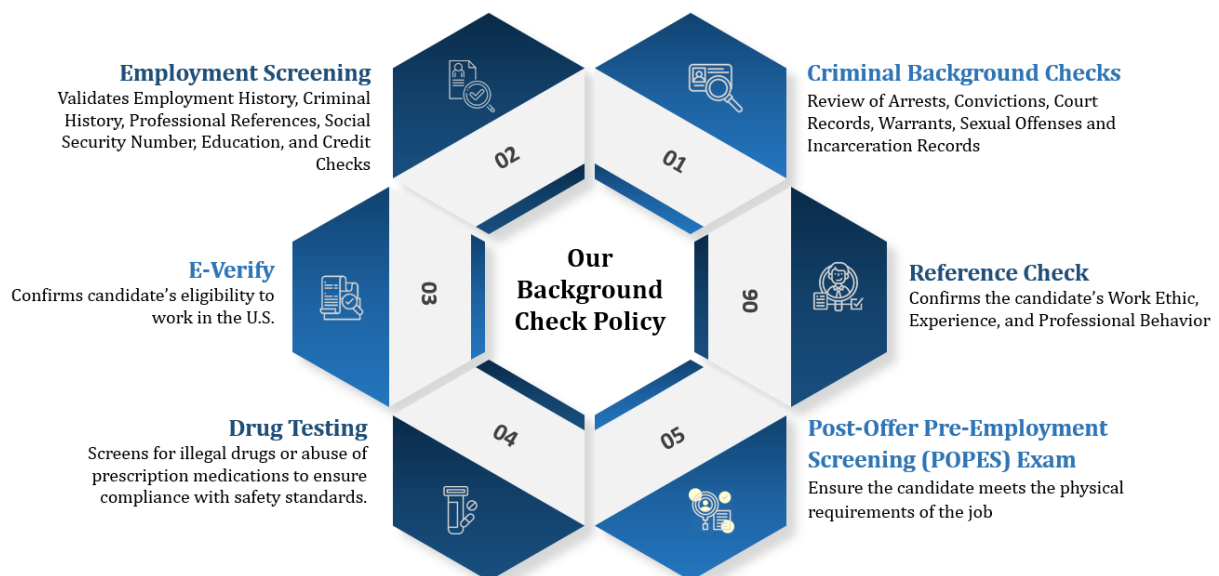 Our
Background
Check Policy
01
Criminal Background Checks
Review of Arrests, Convictions, Court
Records, Warrants, Sexual Offenses and
Incarceration Records
02
Employment Screening
Validates Employment History, Criminal
History, Professional References, Social
Security Number, Education, and Credit
Checks
03
E-Verify
Confirms candidate’s eligibility to
work in the U.S.
04
Drug Testing
Screens for illegal drugs or abuse of
prescription medications to ensure
compliance with safety standards.
05
Post-Offer Pre-Employment
Screening (POPES) Exam
Ensure the candidate meets the physical
requirements of the job
06
Reference Check
Confirms the candidate’s Work Ethic,
Experience, and Professional Behavior